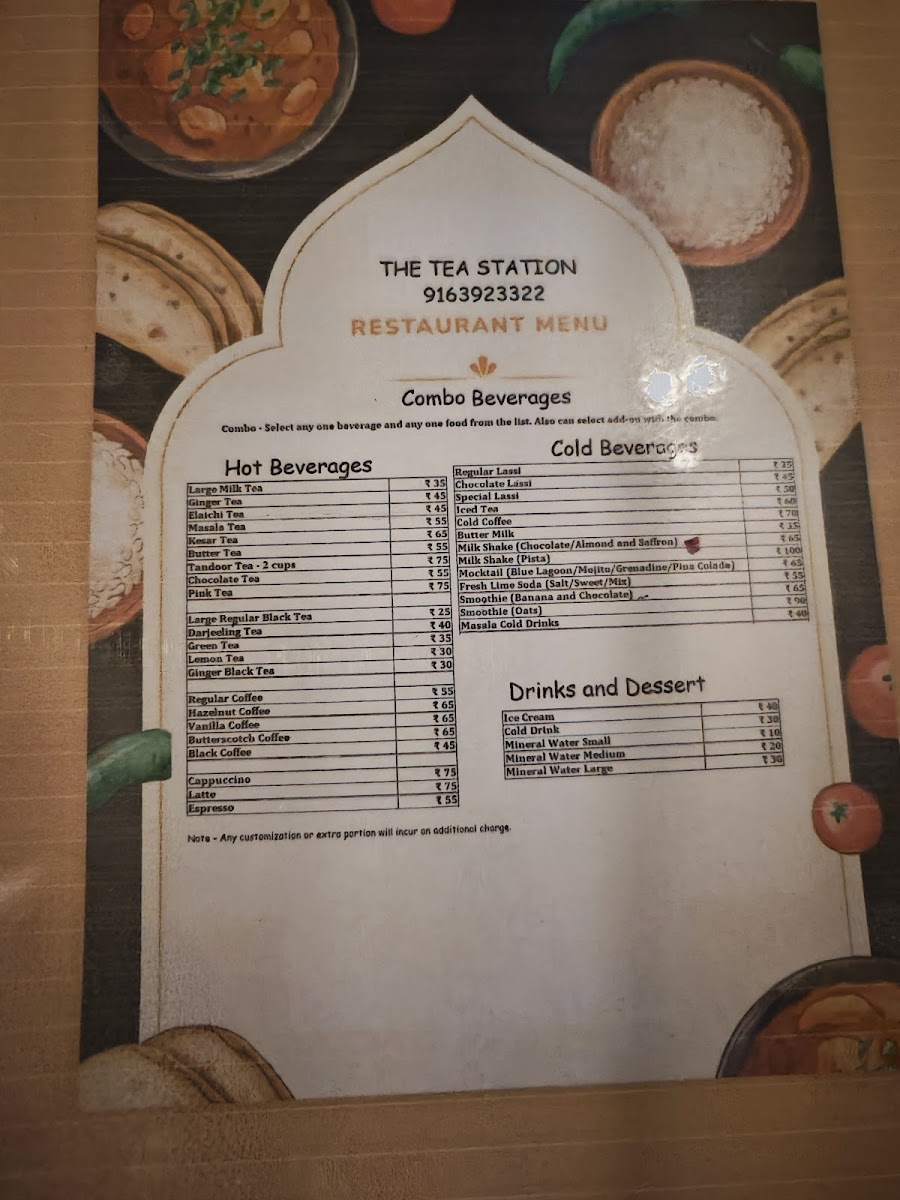 THE TEA STATION
9163923322
RESTAURANT MENU
Combo Beverages
Combo - Select any one beverage and any one food from the list. Also can select add-on with the combo.
Hot Beverages
Large Milk Tea ₹ 35
Ginger Tea ₹ 45
Elaichi Tea ₹ 45
Masala Tea ₹ 55
Kesar Tea ₹ 65
Butter Tea ₹ 55
Tandoor Tea - 2 cups ₹ 75
Chocolate Tea ₹ 55
Pink Tea ₹ 75
Large Regular Black Tea ₹ 25
Darjeeling Tea ₹ 40
Green Tea ₹ 35
Lemon Tea ₹ 30
Ginger Black Tea ₹ 30
Regular Coffee ₹ 55
Hazelnut Coffee ₹ 65
Vanilla Coffee ₹ 65
Butterscotch Coffee ₹ 65
Black Coffee ₹ 45
Cappuccino ₹ 75
Latte ₹ 75
Espresso ₹ 55
Cold Beverages
Regular Lassi ₹ 35
Chocolate Lassi ₹ 45
Special Lassi ₹ 50
Iced Tea ₹ 60
Cold Coffee ₹ 70
Butter Milk ₹ 35
Milk Shake (Chocolate/Almond and Saffron) ₹ 65
Milk Shake (Pista) ₹ 100
Mocktail (Blue Lagoon/Mojito/Grenadine/Pina Colada) ₹ 65
Fresh Lime Soda (Salt/Sweet/Mix) ₹ 55
Smoothie (Banana and Chocolate) ₹ 65
Smoothie (Oats) ₹ 90
Masala Cold Drinks ₹ 40
Drinks and Dessert
Ice Cream ₹ 40
Cold Drink ₹ 30
Mineral Water Small ₹ 10
Mineral Water Medium ₹ 20
Mineral Water Large ₹ 30
Note - Any customization or extra portion will incur an additional charge.